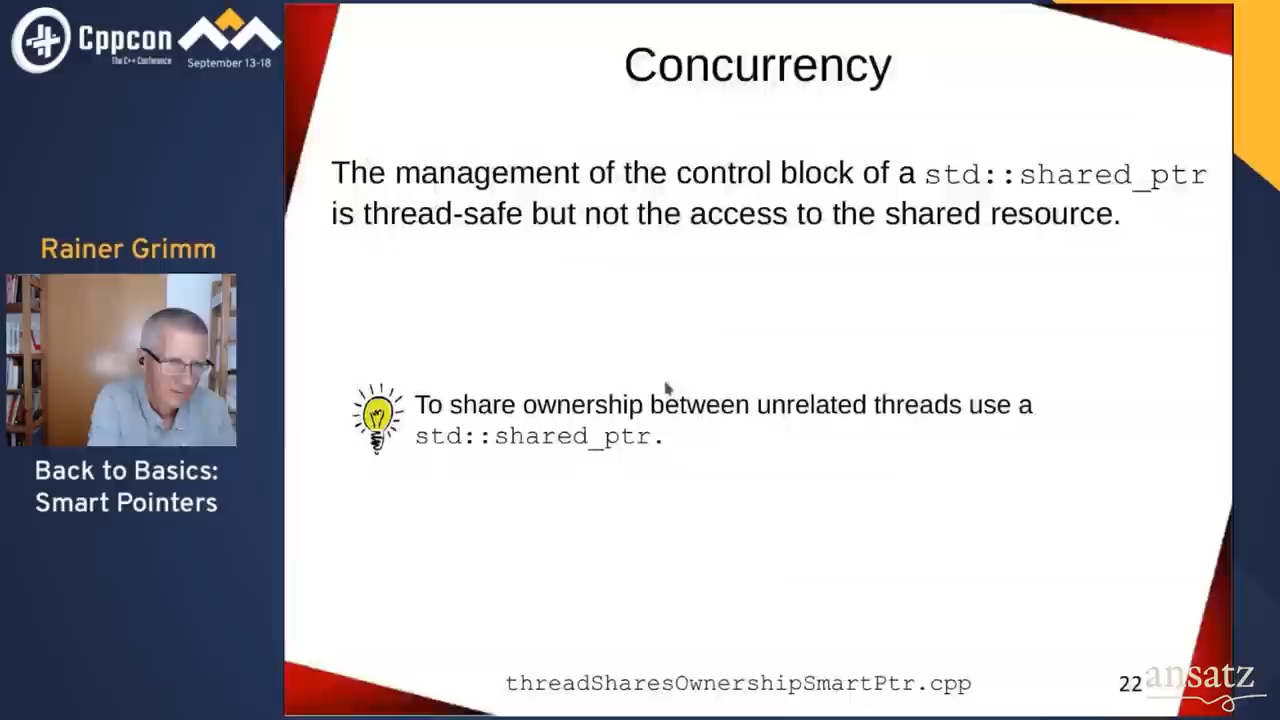 Cppcon
The C++ Conference
September 13-18
Rainer Grimm
Back to Basics:
Smart Pointers
Concurrency
The management of the control block of a std::shared_ptr
is thread-safe but not the access to the shared resource.
To share ownership between unrelated threads use a
std::shared_ptr.
threadSharesOwnershipSmartPtr.cpp
22
ansatz